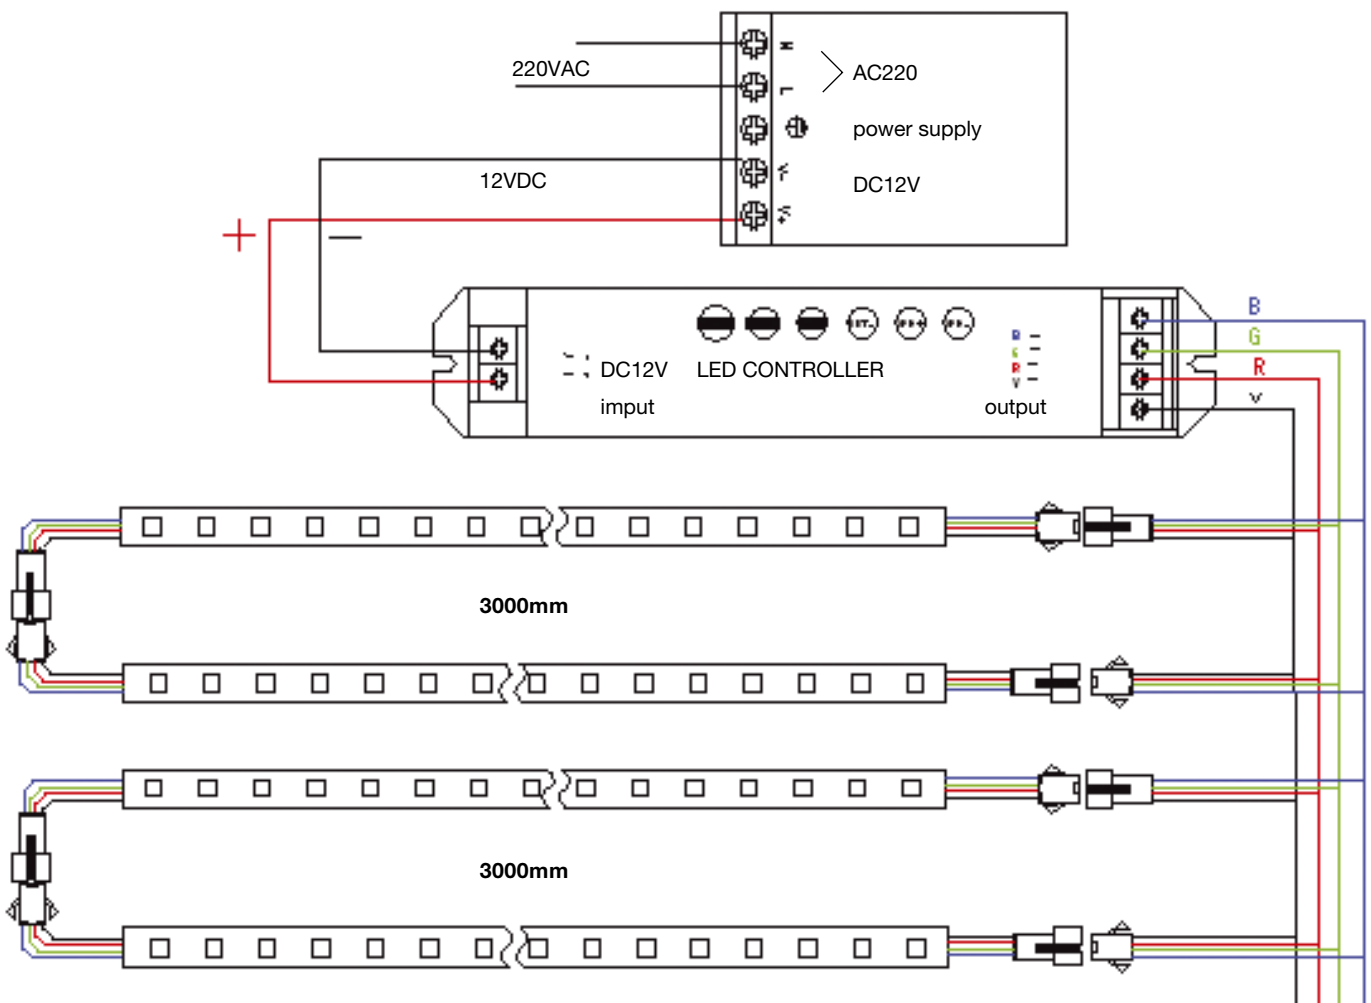 220VAC
AC220
L
power supply
12VDC
DC12V
+
−
B
G
R
V
B
G
R
V
DC12V
LED CONTROLLER
imput
output
3000mm
3000mm